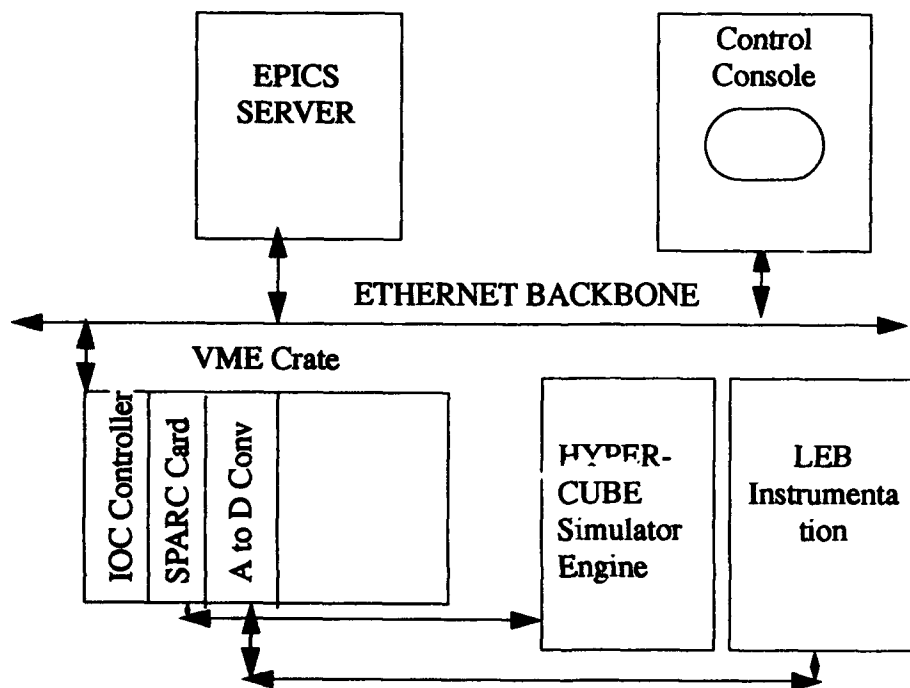 EPICS
SERVER
Control
Console
ETHERNET BACKBONE
VME Crate
IOC Controller
SPARC Card
A to D Conv
HYPER-
CUBE
Simulator
Engine
LEB
Instrumenta
tion